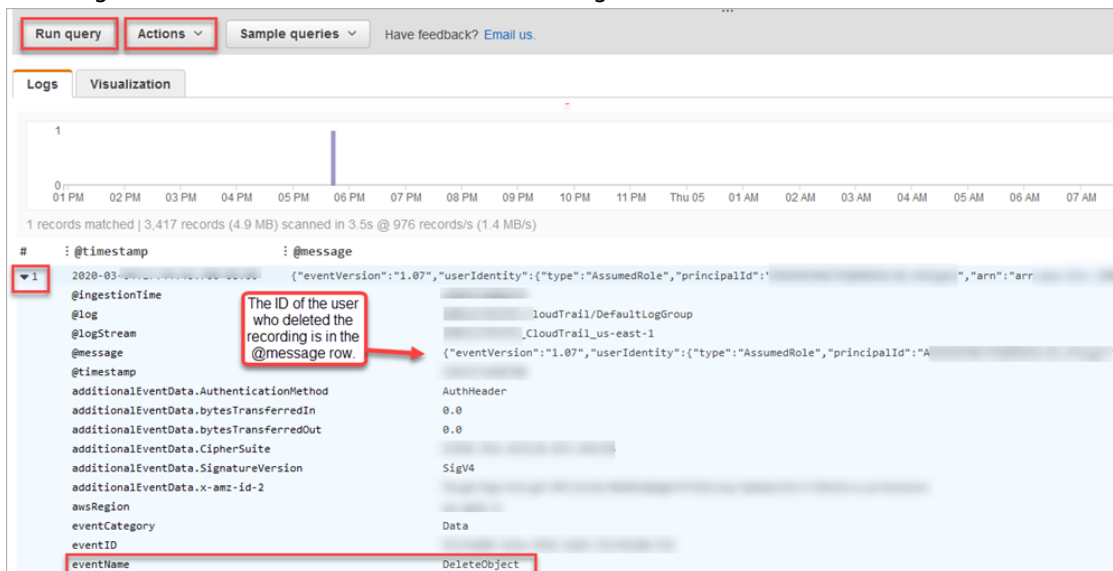 Run query Actions Sample queries Have feedback? Email us.
Logs Visualization
1
0
01 PM 02 PM 03 PM 04 PM 05 PM 06 PM 07 PM 08 PM 09 PM 10 PM 11 PM Thu 05 01 AM 02 AM 03 AM 04 AM 05 AM 06 AM 07 AM
1 records matched | 3,417 records (4.9 MB) scanned in 3.5s @ 976 records/s (1.4 MB/s)
# : @timestamp : @message
1 2020-03- {"eventVersion":"1.07","userIdentity":{"type":"AssumedRole","principalId":" ","arn":"arn
@ingestionTime
@log loudTrail/DefaultLogGroup
@logStream _CloudTrail_us-east-1
@message {"eventVersion":"1.07","userIdentity":{"type":"AssumedRole","principalId":"A
@timestamp
The ID of the user
who deleted the
recording is in the
@message row.
additionalEventData.AuthenticationMethod AuthHeader
additionalEventData.bytesTransferredIn 0.0
additionalEventData.bytesTransferredOut 0.0
additionalEventData.CipherSuite
additionalEventData.SignatureVersion SigV4
additionalEventData.x-amz-id-2
awsRegion
eventCategory Data
eventID
eventName DeleteObject